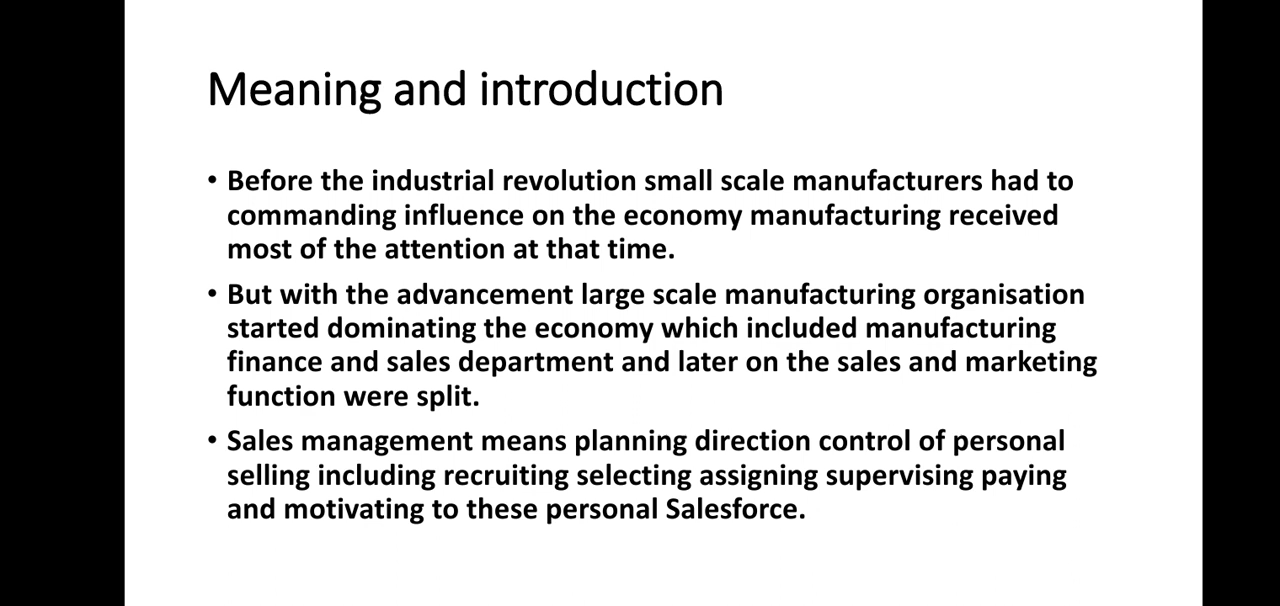 Meaning and introduction
• Before the industrial revolution small scale manufacturers had to
commanding influence on the economy manufacturing received
most of the attention at that time.
• But with the advancement large scale manufacturing organisation
started dominating the economy which included manufacturing
finance and sales department and later on the sales and marketing
function were split.
• Sales management means planning direction control of personal
selling including recruiting selecting assigning supervising paying
and motivating to these personal Salesforce.